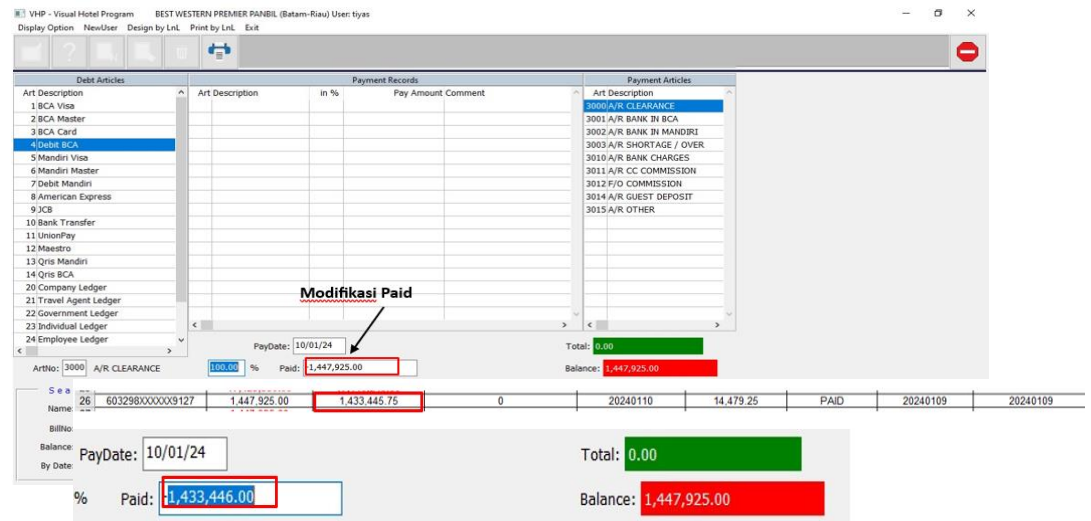 VHP - Visual Hotel Program BEST WESTERN PREMIER PANBIL (Batam-Riau) User: tiyas
Display Option NewUser Design by LnL Print by LnL Exit
Debt Articles
Art Description
1 BCA Visa
2 BCA Master
3 BCA Card
4 Debit BCA
5 Mandiri Visa
6 Mandiri Master
7 Debit Mandiri
8 American Express
9 JCB
10 Bank Transfer
11 UnionPay
12 Maestro
13 Qris Mandiri
14 Qris BCA
20 Company Ledger
21 Travel Agent Ledger
22 Government Ledger
23 Individual Ledger
24 Employee Ledger
Payment Records
Art Description in % Pay Amount Comment
Payment Articles
Art Description
3000 A/R CLEARANCE
3001 A/R BANK IN BCA
3002 A/R BANK IN MANDIRI
3003 A/R SHORTAGE / OVER
3010 A/R BANK CHARGES
3011 A/R CC COMMISSION
3012 F/O COMMISSION
3014 A/R GUEST DEPOSIT
3015 A/R OTHER
Modifikasi Paid
PayDate: 10/01/24 Total: 0.00
ArtNo: 3000 A/R CLEARANCE 100.00 % Paid: -1,447,925.00 Balance: 1,447,925.00
Sea
Name:
BillNo:
Balance:
By Date:
26 603298XXXXXX9127 1,447,925.00 1,433,445.75 0 20240110 14,479.25 PAID 20240109 20240109
PayDate: 10/01/24 Total: 0.00
% Paid: -1,433,446.00 Balance: 1,447,925.00